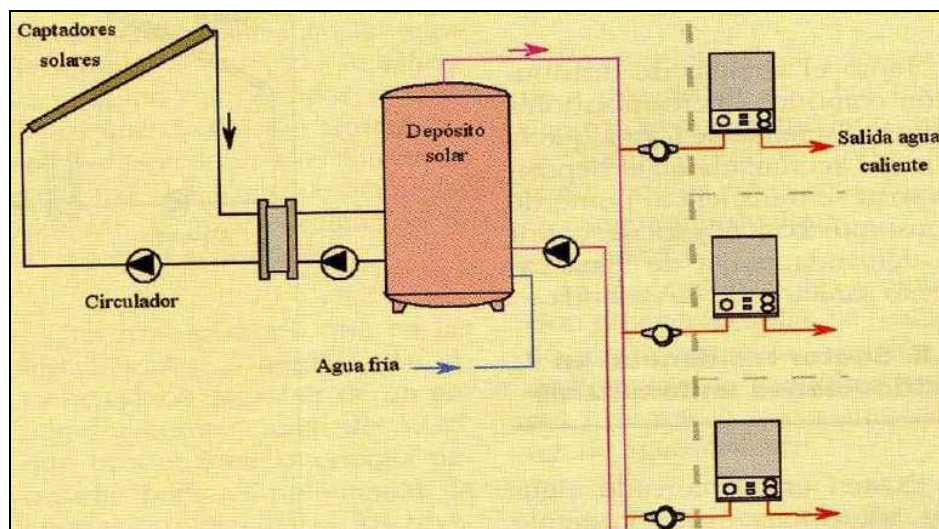 Captadores
solares
Depósito
solar
Salida agua
caliente
Circulador
Agua fría